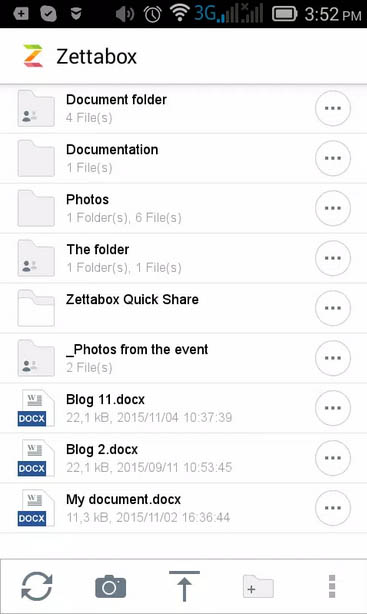 3G
3:52 PM
Zettabox
Document folder
4 File(s)
Documentation
1 File(s)
Photos
1 Folder(s), 6 File(s)
The folder
1 Folder(s), 1 File(s)
Zettabox Quick Share
_Photos from the event
2 File(s)
W
DOCX
Blog 11.docx
22,1 kB, 2015/11/04 10:37:39
W
DOCX
Blog 2.docx
22,1 kB, 2015/09/11 10:53:45
W
DOCX
My document.docx
11,3 kB, 2015/11/02 16:36:44